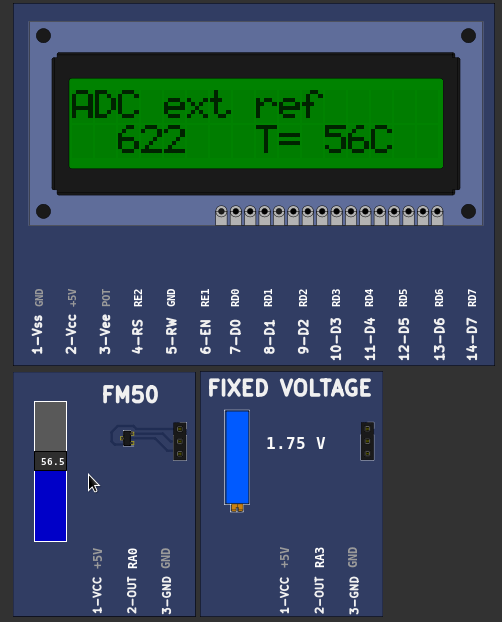 ADC ext ref
622 T= 56C
1-Vss GND
2-Vcc +5V
3-Vee POT
4-RS RE2
5-RW GND
6-EN RE1
7-D0 RD0
8-D1 RD1
9-D2 RD2
10-D3 RD3
11-D4 RD4
12-D5 RD5
13-D6 RD6
14-D7 RD7
FM50
56.5
1-VCC +5V
2-OUT RA0
3-GND GND
FIXED VOLTAGE
1.75 V
1-VCC +5V
2-OUT RA3
3-GND GND